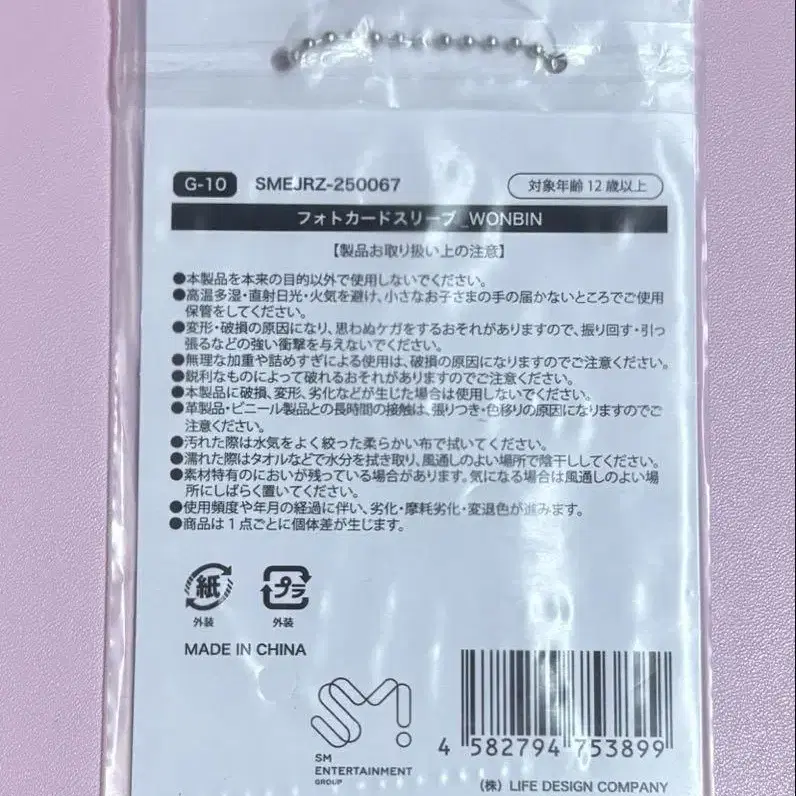 G-10 SMEJRZ-250067 対象年齢12歳以上
フォトカードスリーブ_WONBIN
【製品お取り扱い上の注意】
●本製品を本来の目的以外で使用しないでください。
●高温多湿・直射日光・火気を避け、小さなお子さまの手の届かないところでご使用
保管をしてください。
●変形・破損の原因になり、思わぬケガをするおそれがありますので、振り回す・引っ
張るなどの強い衝撃を与えないでください。
●無理な加重や詰めすぎによる使用は、破損の原因になりますのでご注意ください。
●鋭利なものによって破れるおそれがありますのでご注意ください。
●本製品に破損、変形、劣化などが生じた場合は使用しないでください。
●革製品・ビニール製品との長時間の接触は、張りつき・色移りの原因になりますのでご
注意ください。
●汚れた際は水気をよく絞った柔らかい布で拭いてください。
●濡れた際はタオルなどで水分を拭き取り、風通しのよい場所で陰干ししてください。
●素材特有のにおいが残っている場合があります。気になる場合は風通しのよい場
所にしばらく置いてください。
●使用頻度や年月の経過に伴い、劣化・摩耗劣化・変退色が進みます。
●商品は1点ごとに個体差が生じます。
紙 プラ
外装 外装
MADE IN CHINA
SM
SM
ENTERTAINMENT
GROUP
4 582794 753899
(株) LIFE DESIGN COMPANY